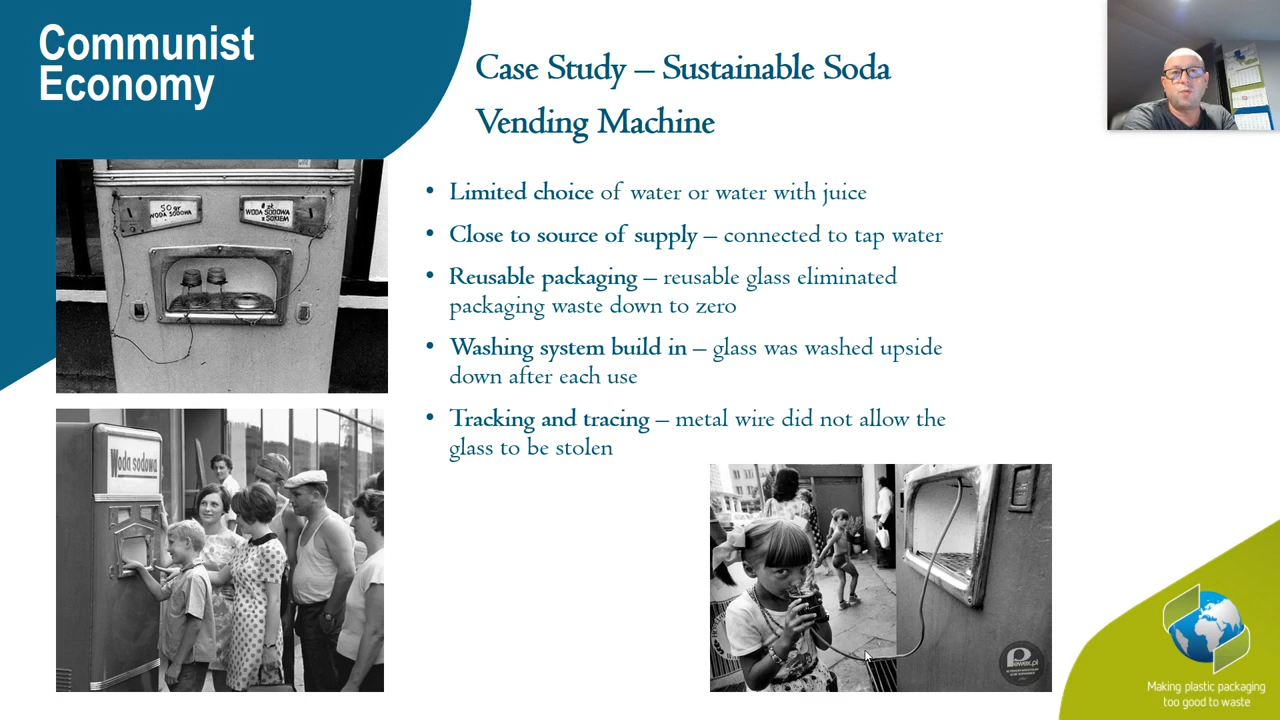 Communist
Economy
Case Study – Sustainable Soda
Vending Machine
• Limited choice of water or water with juice
• Close to source of supply – connected to tap water
• Reusable packaging – reusable glass eliminated
packaging waste down to zero
• Washing system build in – glass was washed upside
down after each use
• Tracking and tracing – metal wire did not allow the
glass to be stolen
50 gr
WODA SODOWA
zł
WODA SODOWA
z SOKIEM
Woda sodowa
Pewex.pl
Making plastic packaging
too good to waste